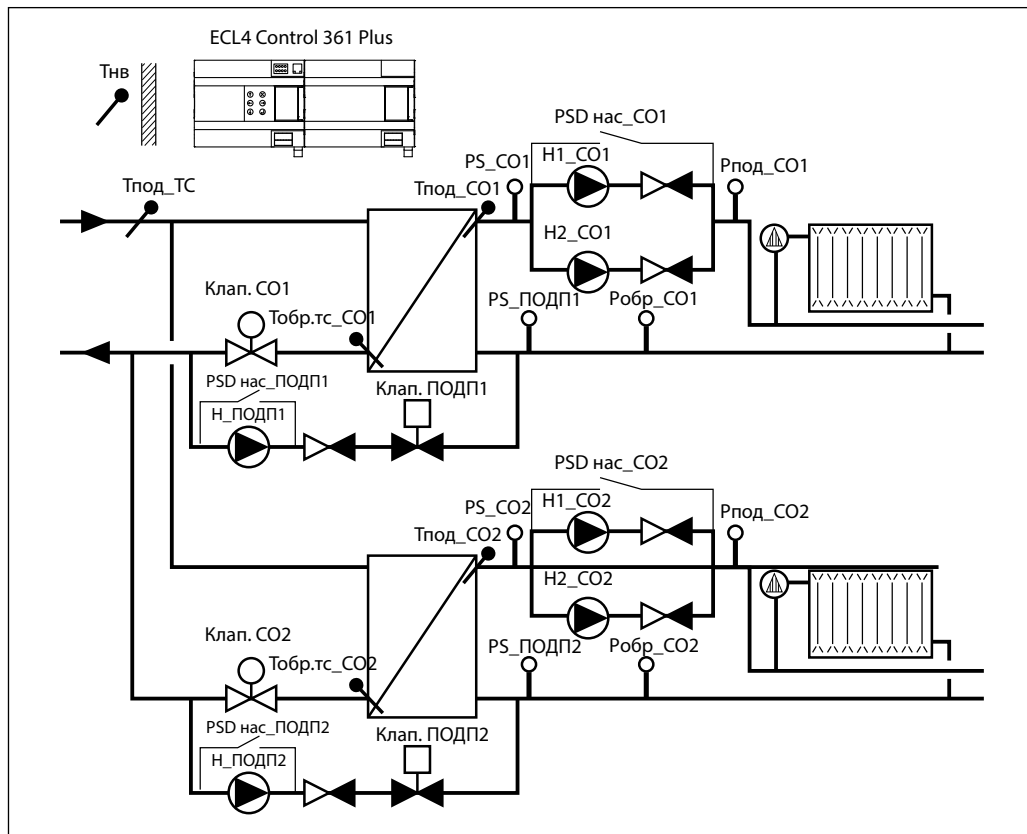 ECL4 Control 361 Plus
Тнв
PSD нас_СО1
PS_СО1
Н1_СО1
Рпод_СО1
Тпод_ТС
Тпод_СО1
Н2_СО1
Клап. СО1
PS_ПОДП1
Робр_СО1
Тобр.тс_СО1
PSD нас_ПОДП1
Клап. ПОДП1
Н_ПОДП1
PSD нас_СО2
PS_СО2
Н1_СО2
Рпод_СО2
Тпод_СО2
Н2_СО2
Клап. СО2
PS_ПОДП2
Робр_СО2
Тобр.тс_СО2
PSD нас_ПОДП2
Клап. ПОДП2
Н_ПОДП2